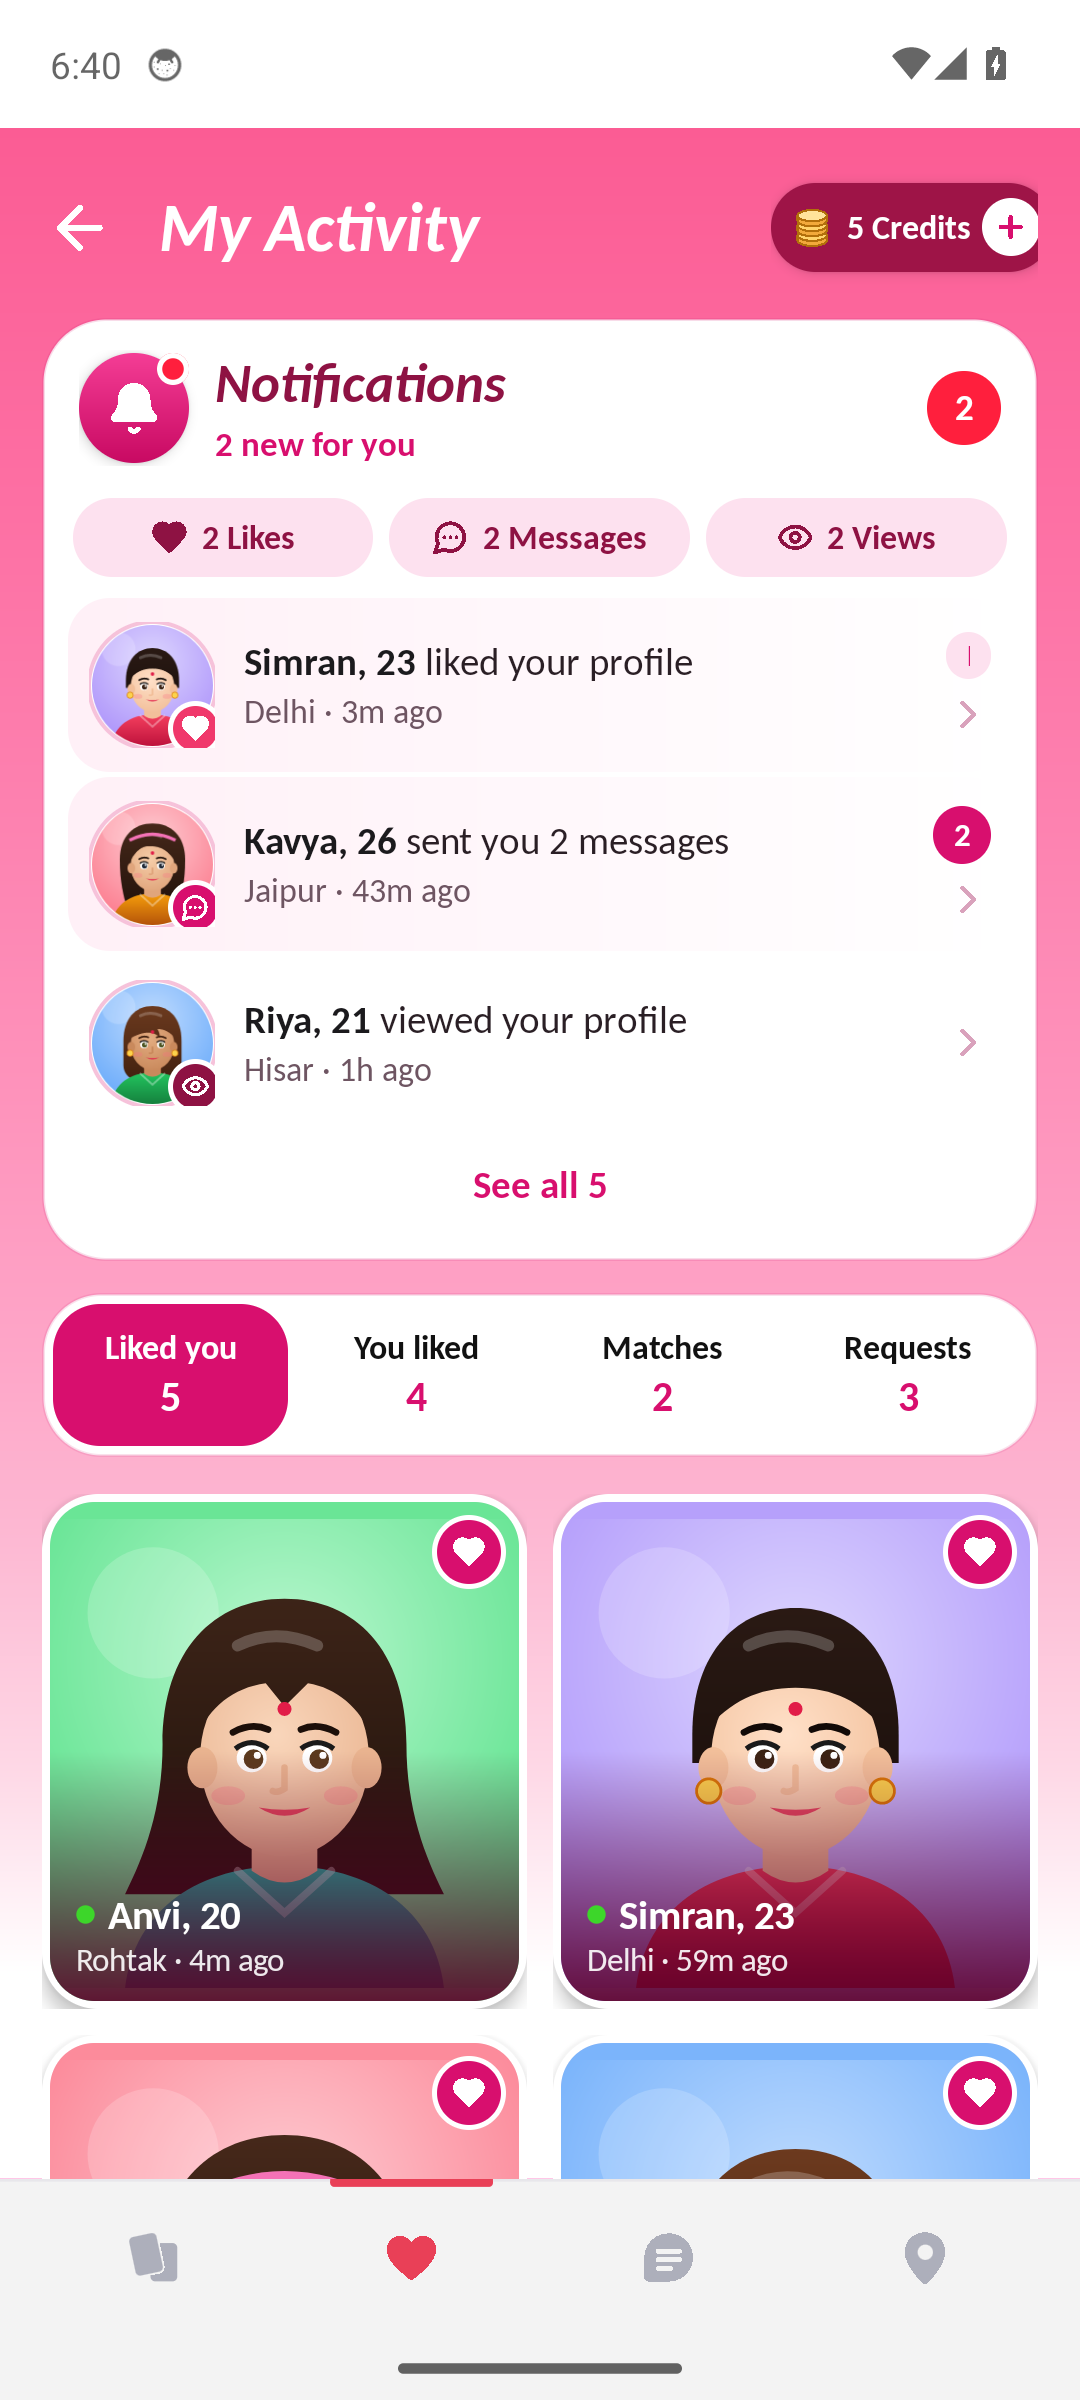 6:40
My Activity
5 Credits
Notifications
2 new for you
2
2 Likes
2 Messages
2 Views
Simran, 23 liked your profile
Delhi · 3m ago
Kavya, 26 sent you 2 messages
Jaipur · 43m ago
2
Riya, 21 viewed your profile
Hisar · 1h ago
See all 5
Liked you
5
You liked
4
Matches
2
Requests
3
Anvi, 20
Rohtak · 4m ago
Simran, 23
Delhi · 59m ago